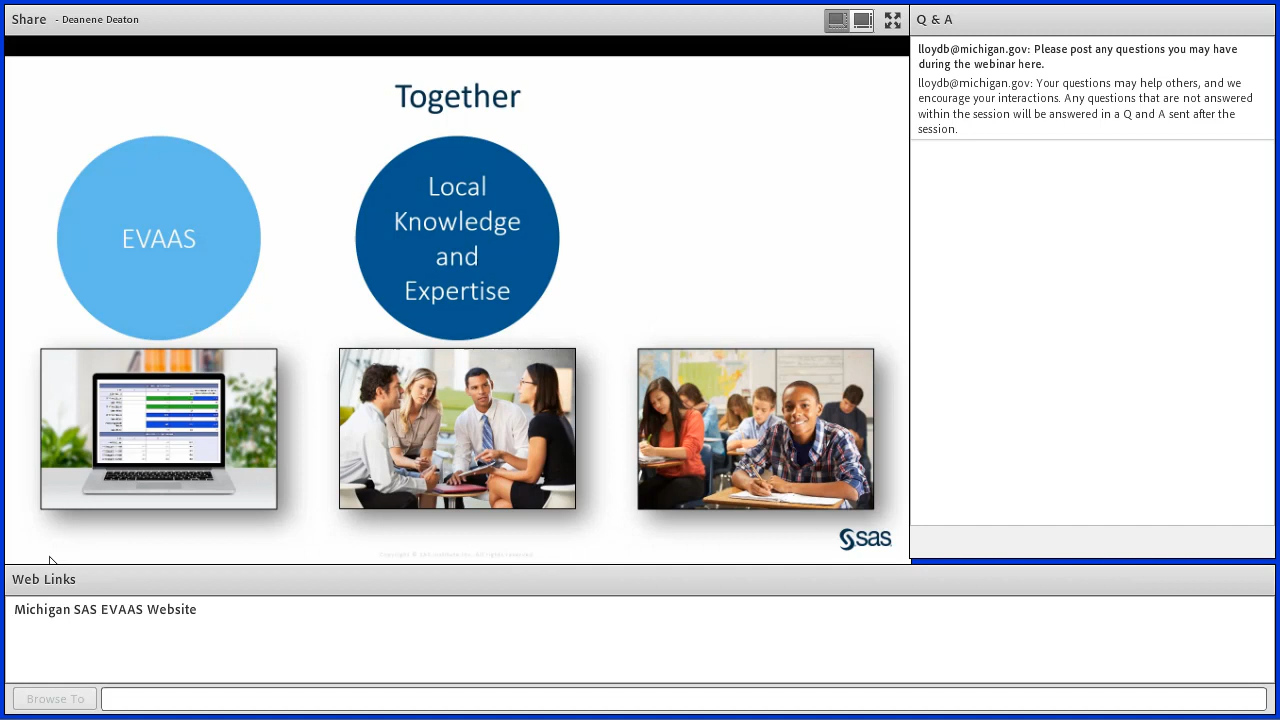 Share - Deanene Deaton
Q & A
lloydb@michigan.gov: Please post any questions you may have
during the webinar here.
lloydb@michigan.gov: Your questions may help others, and we
encourage your interactions. Any questions that are not answered
within the session will be answered in a Q and A sent after the
session.
Together
EVAAS
Local
Knowledge
and
Expertise
sas
Web Links
Michigan SAS EVAAS Website
Browse To